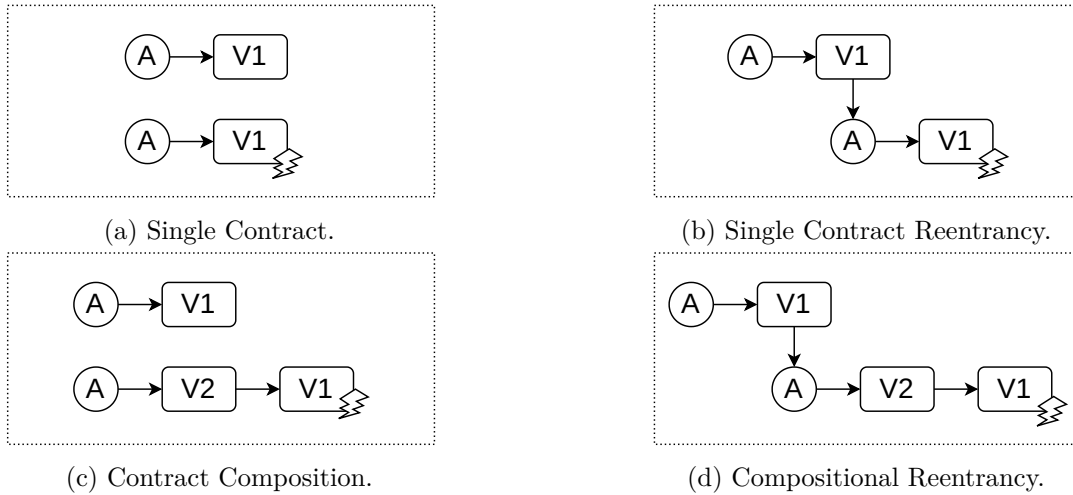 A V1
A V1
(a) Single Contract.
A V1
A V1
(b) Single Contract Reentrancy.
A V1
A V2 V1
(c) Contract Composition.
A V1
A V2 V1
(d) Compositional Reentrancy.